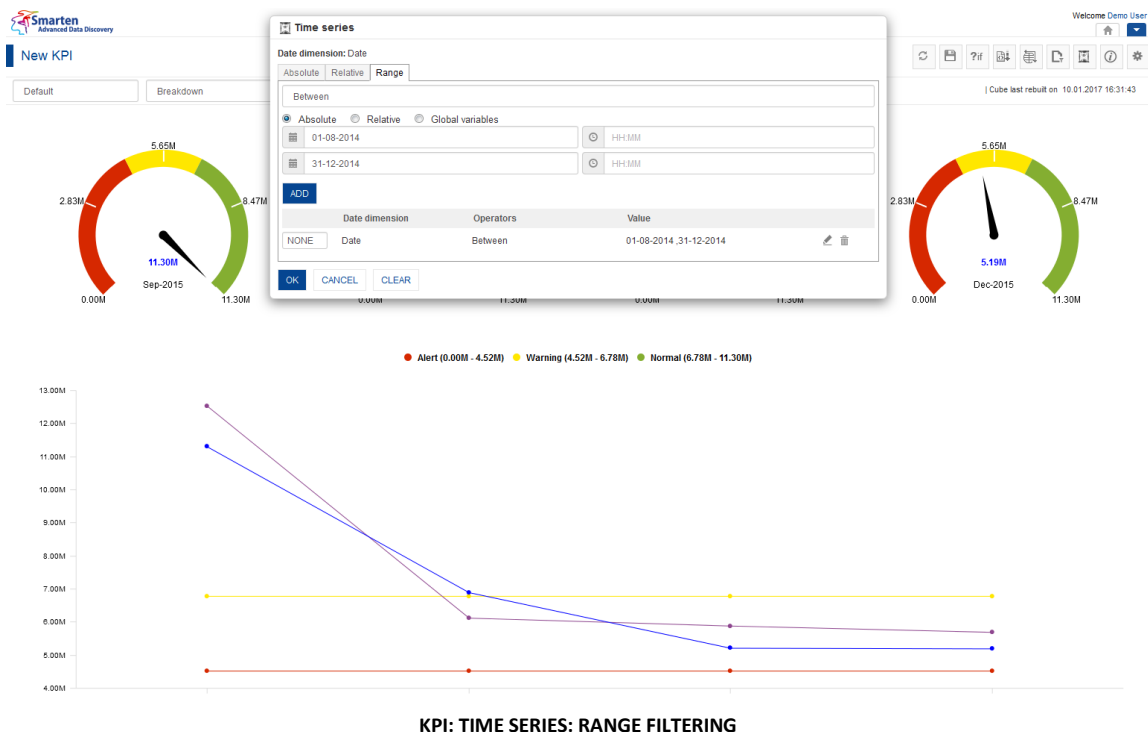 Smarten
Advanced Data Discovery
Welcome Demo User
New KPI
?if
Default
Breakdown
| Cube last rebuilt on 10.01.2017 16:31:43
Time series
Date dimension: Date
Absolute Relative Range
Between
Absolute Relative Global variables
01-08-2014 HH:MM
31-12-2014 HH:MM
ADD
Date dimension Operators Value
NONE Date Between 01-08-2014 ,31-12-2014
OK CANCEL CLEAR
5.65M
2.83M 8.47M
11.30M
Sep-2015
0.00M 11.30M
0.00M 11.30M
0.00M 11.30M
5.65M
2.83M 8.47M
5.19M
Dec-2015
0.00M 11.30M
Alert (0.00M - 4.52M) Warning (4.52M - 6.78M) Normal (6.78M - 11.30M)
13.00M
12.00M
11.00M
10.00M
9.00M
8.00M
7.00M
6.00M
5.00M
4.00M
KPI: TIME SERIES: RANGE FILTERING